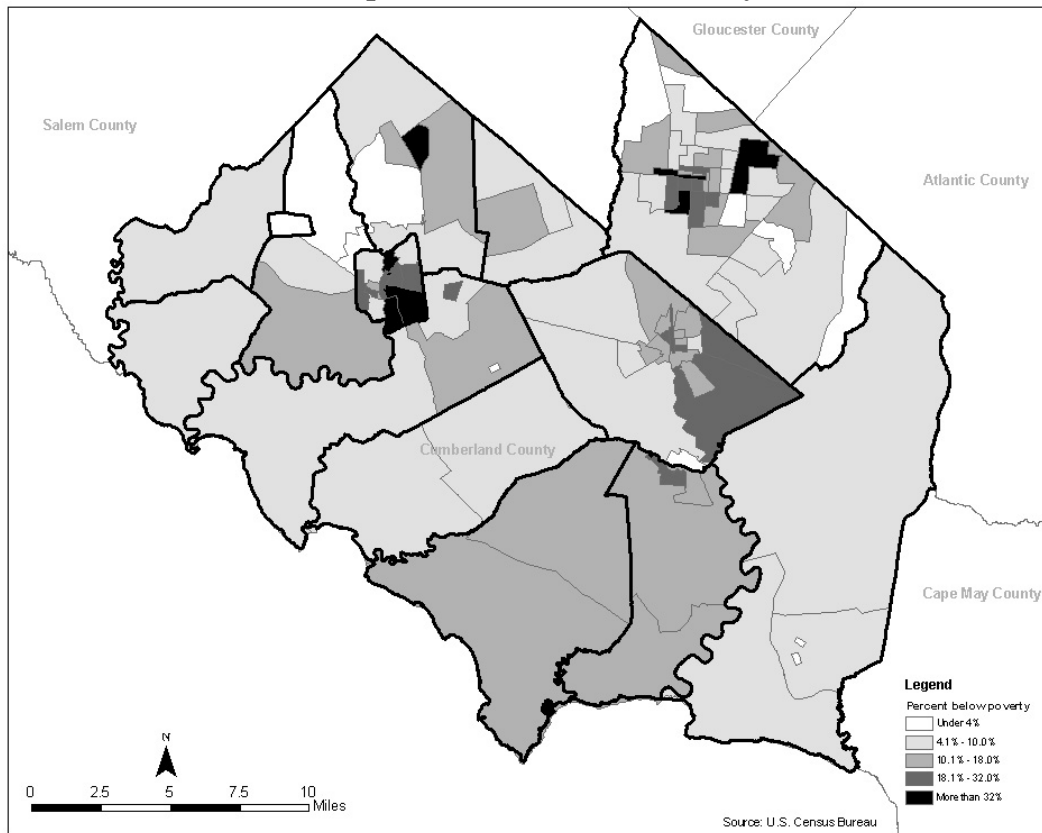 Gloucester County
Salem County
Atlantic County
Cumberland County
Cape May County
Legend
Percent below poverty
Under 4%
4.1% - 10.0%
10.1% - 18.0%
18.1% - 32.0%
More than 32%
N
0 2.5 5 7.5 10
Miles
Source: U.S. Census Bureau